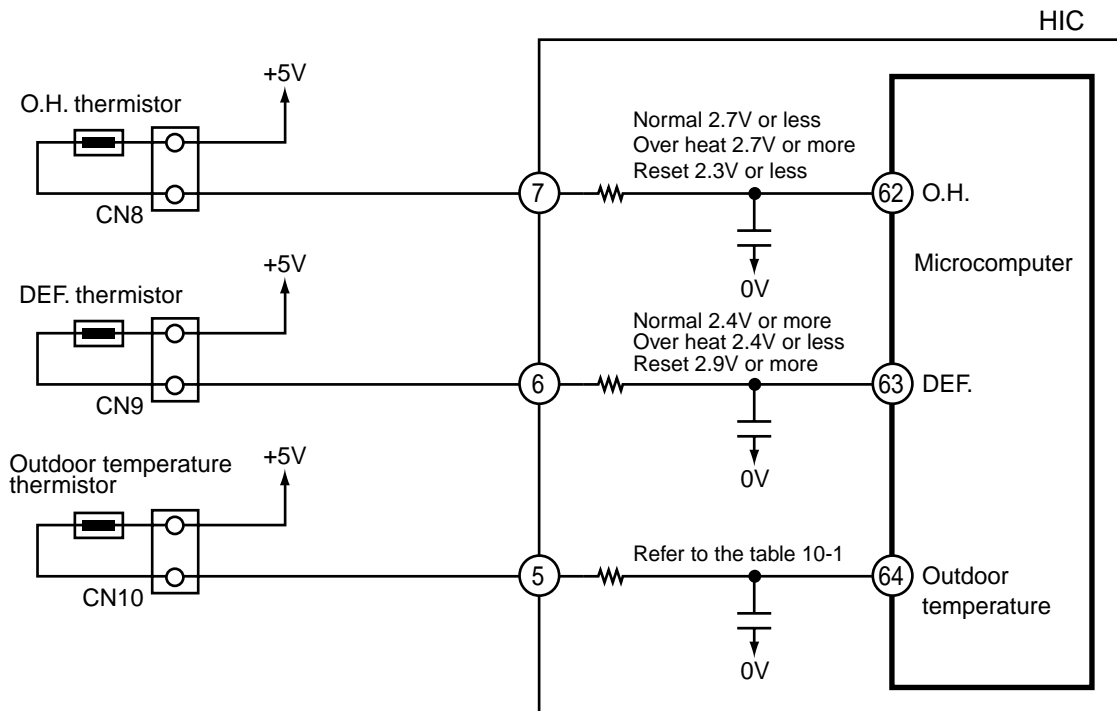 HIC
+5V
O.H. thermistor
CN8
Normal 2.7V or less
Over heat 2.7V or more
Reset 2.3V or less
7
62
O.H.
0V
Microcomputer
+5V
DEF. thermistor
CN9
Normal 2.4V or more
Over heat 2.4V or less
Reset 2.9V or more
6
63
DEF.
0V
Outdoor temperature
thermistor
+5V
CN10
Refer to the table 10-1
5
64
Outdoor
temperature
0V